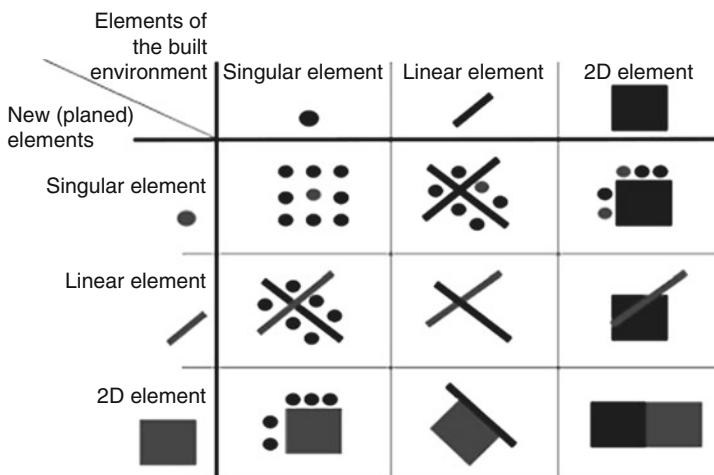 Elements of
the built
environment
Singular element
Linear element
2D element
New (planed)
elements
Singular element
Linear element
2D element